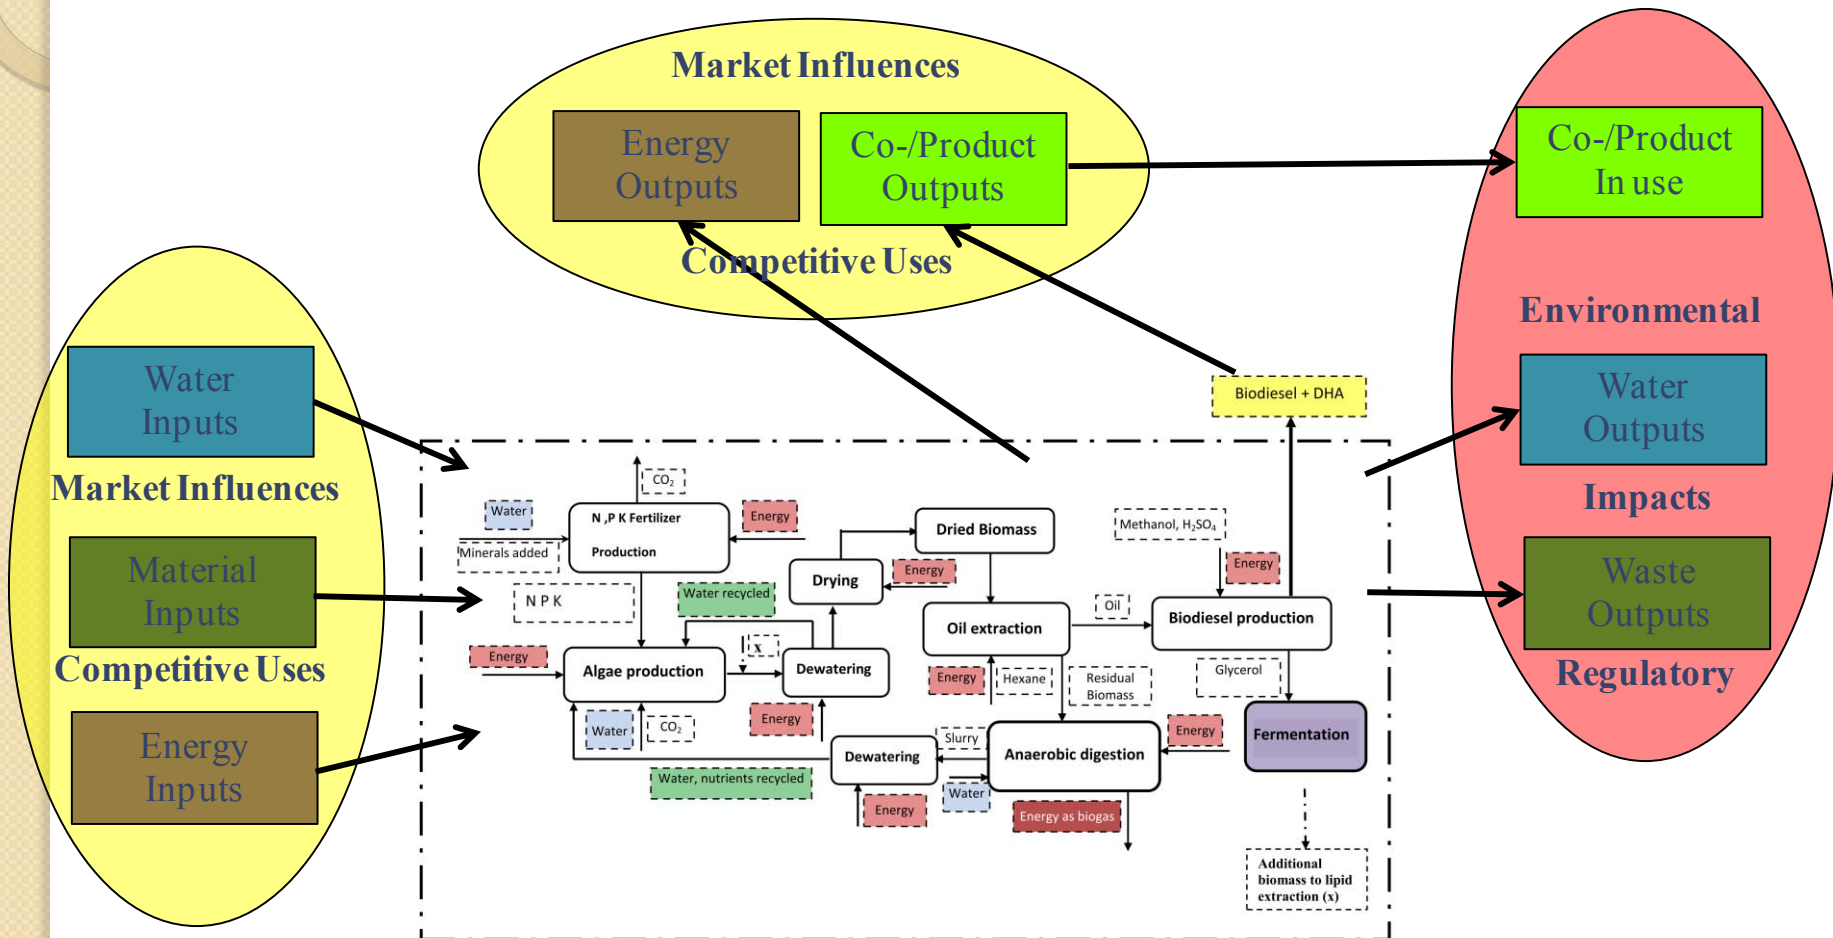 Market Influences
Energy
Outputs
Co-/Product
Outputs
Competitive Uses
Co-/Product
In use
Environmental
Water
Outputs
Impacts
Waste
Outputs
Regulatory
Water
Inputs
Market Influences
Material
Inputs
Competitive Uses
Energy
Inputs
Biodiesel + DHA
CO₂
Water
Minerals added
N ,P K Fertilizer
Production
Energy
N P K
Water recycled
Drying
Energy
Dried Biomass
Methanol, H₂SO₄
Energy
Oil extraction
Oil
Biodiesel production
Energy
Algae production
x
Dewatering
Energy
Hexane
Residual
Biomass
Glycerol
Water
CO₂
Energy
Dewatering
Slurry
Anaerobic digestion
Energy
Fermentation
Water, nutrients recycled
Energy
Water
Energy as biogas
Additional
biomass to lipid
extraction (x)